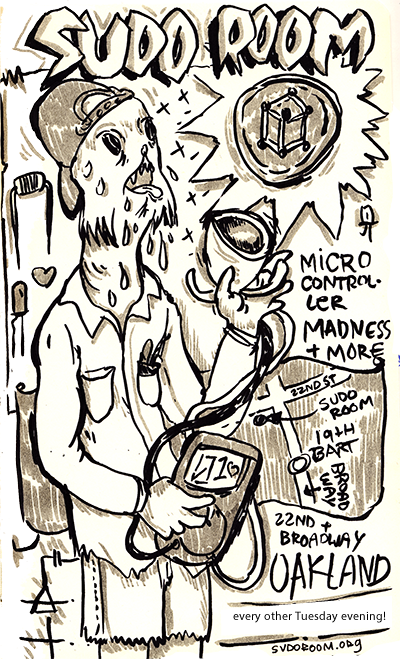 SUDO ROOM
MiCRO
CONTROL-
LER
MADNESS
+ MORE
22ND ST
SUDO
ROOM
19TH
BART
BROAD
WAY
22ND +
BROADWAY
OAKLAND
every other Tuesday evening!
SUDOROOM.ORG